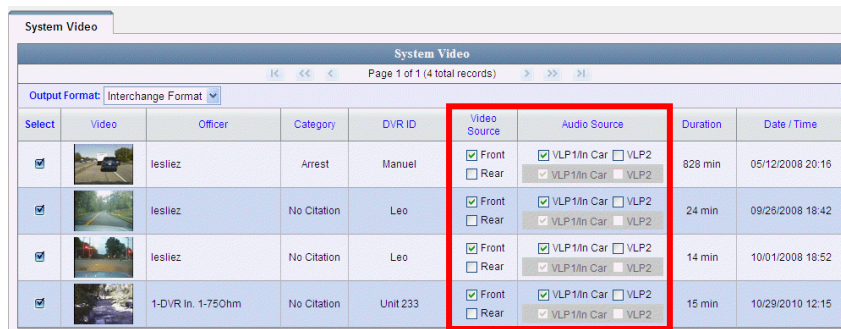 System Video
System Video
Page 1 of 1 (4 total records)
Output Format: Interchange Format
Select Video Officer Category DVR ID Video Source Audio Source Duration Date / Time
lesliez Arrest Manuel Front VLP1/In Car VLP2 828 min 05/12/2008 20:16
Rear VLP1/In Car VLP2
lesliez No Citation Leo Front VLP1/In Car VLP2 24 min 09/26/2008 18:42
Rear VLP1/In Car VLP2
lesliez No Citation Leo Front VLP1/In Car VLP2 14 min 10/01/2008 18:52
Rear VLP1/In Car VLP2
1-DVR In. 1-75Ohm No Citation Unit 233 Front VLP1/In Car VLP2 15 min 10/29/2010 12:15
Rear VLP1/In Car VLP2